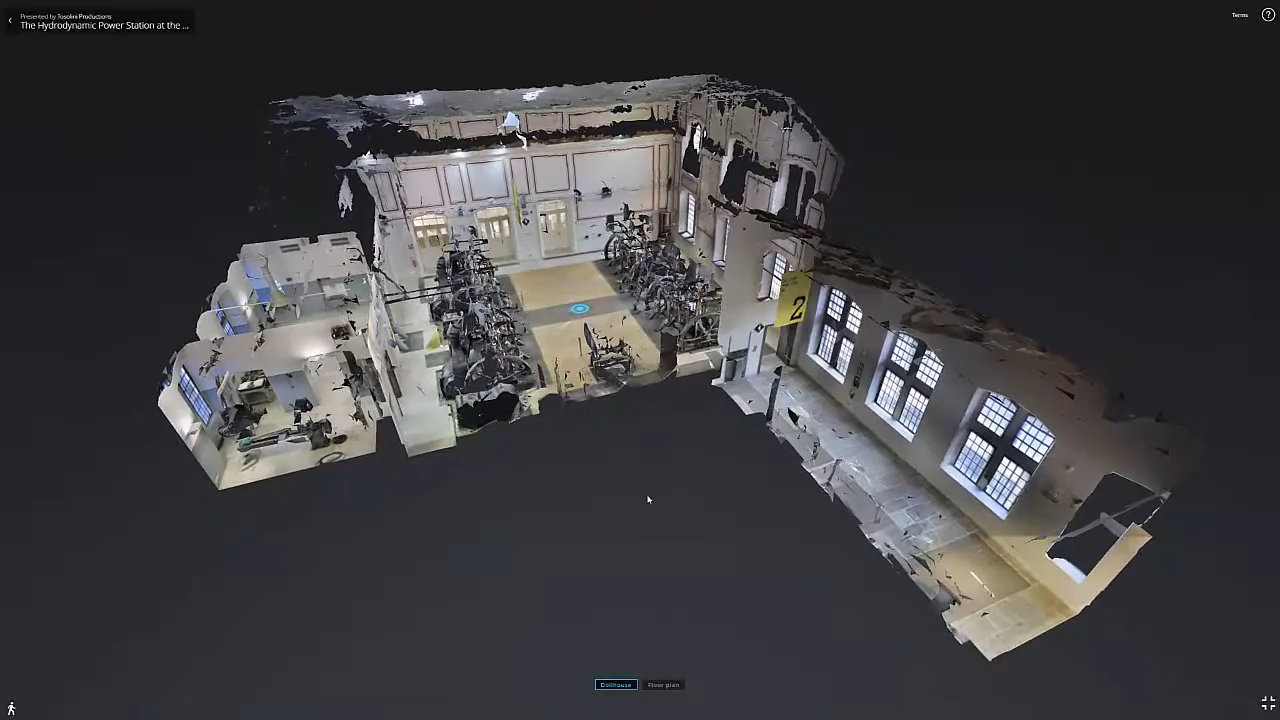 Presented by Tosolini Productions
The Hydrodynamic Power Station at the ...
Terms
?
2
Dollhouse
Floor plan